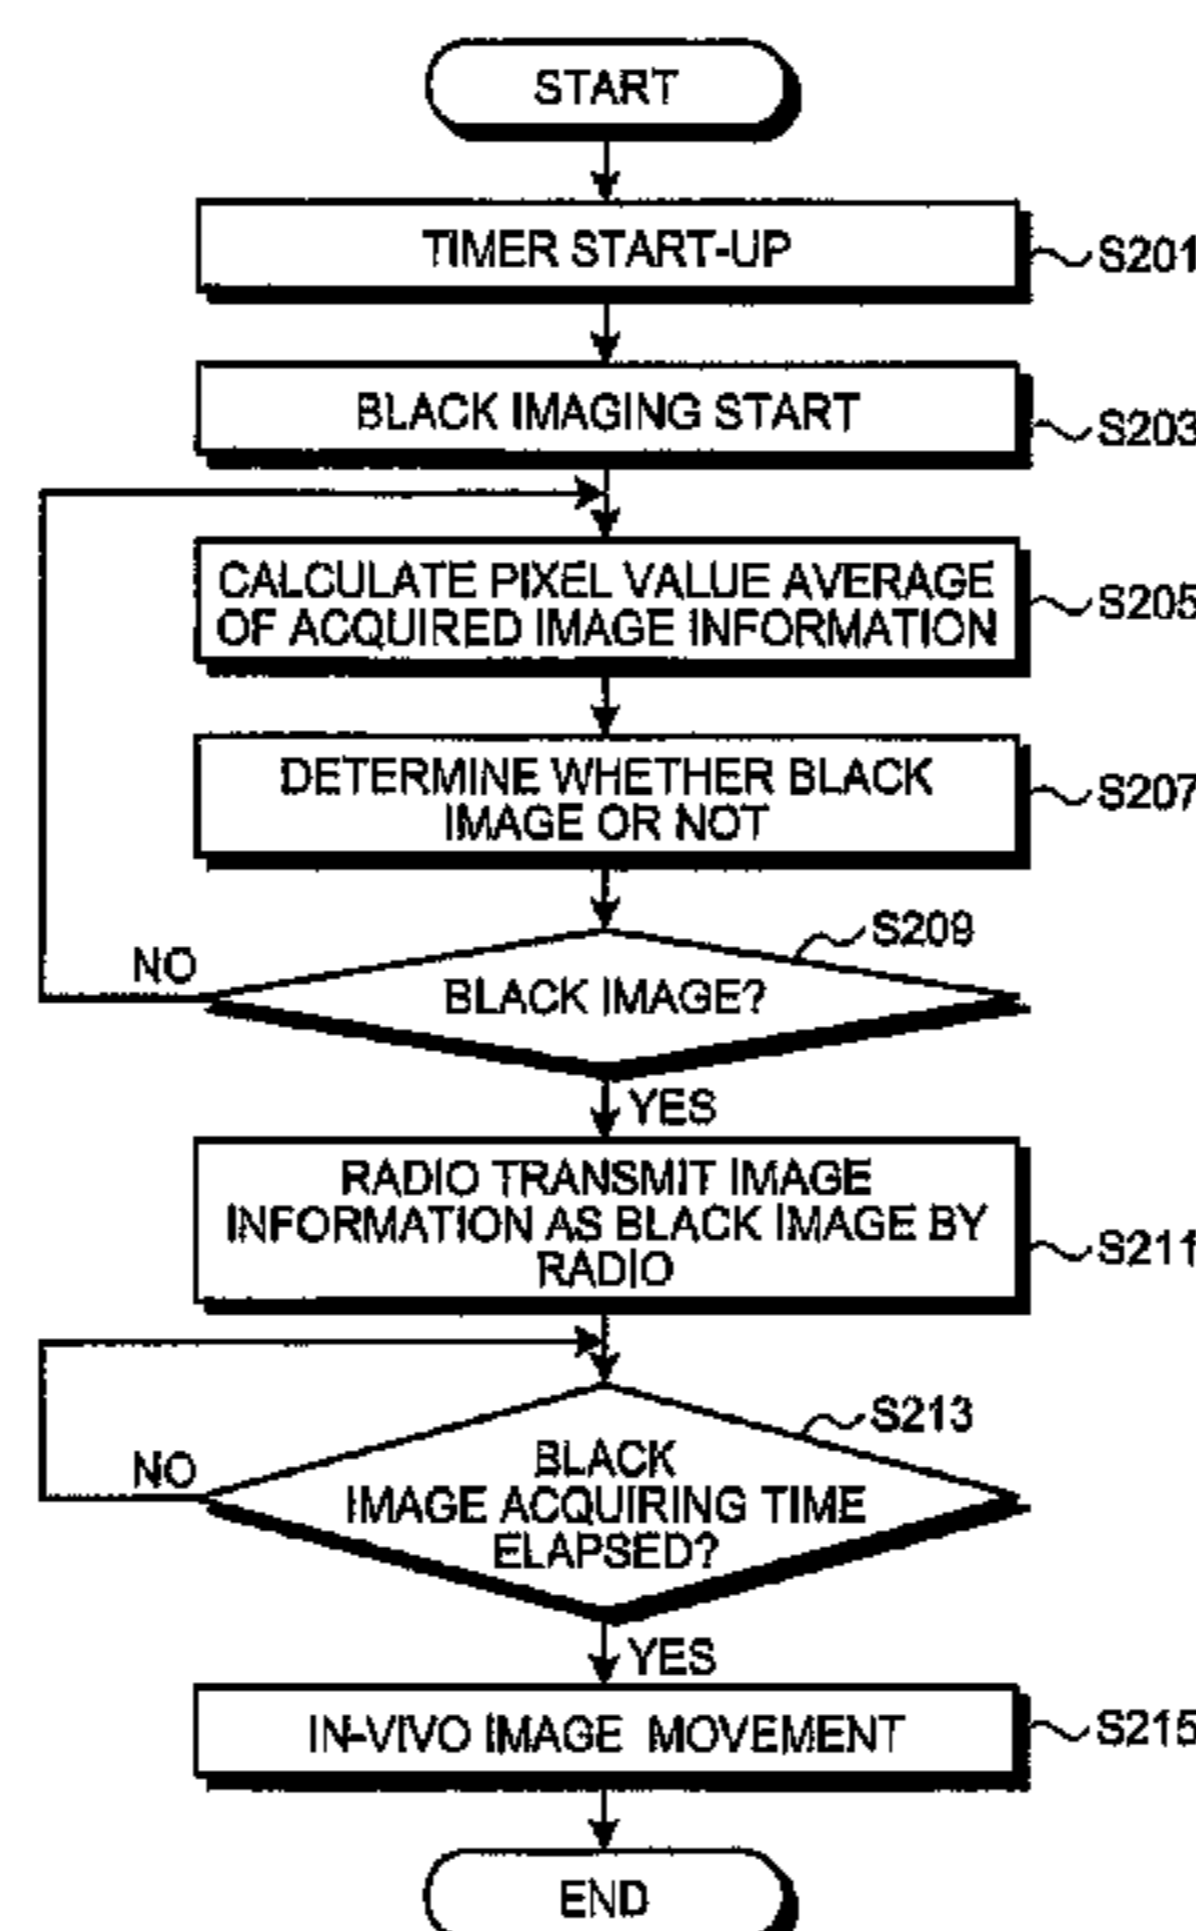 START
TIMER START-UP
S201
BLACK IMAGING START
S203
CALCULATE PIXEL VALUE AVERAGE
OF ACQUIRED IMAGE INFORMATION
S205
DETERMINE WHETHER BLACK
IMAGE OR NOT
S207
S209
NO
BLACK IMAGE?
YES
RADIO TRANSMIT IMAGE
INFORMATION AS BLACK IMAGE BY
RADIO
S211
S213
NO
BLACK
IMAGE ACQUIRING TIME
ELAPSED?
YES
IN-VIVO IMAGE MOVEMENT
S215
END